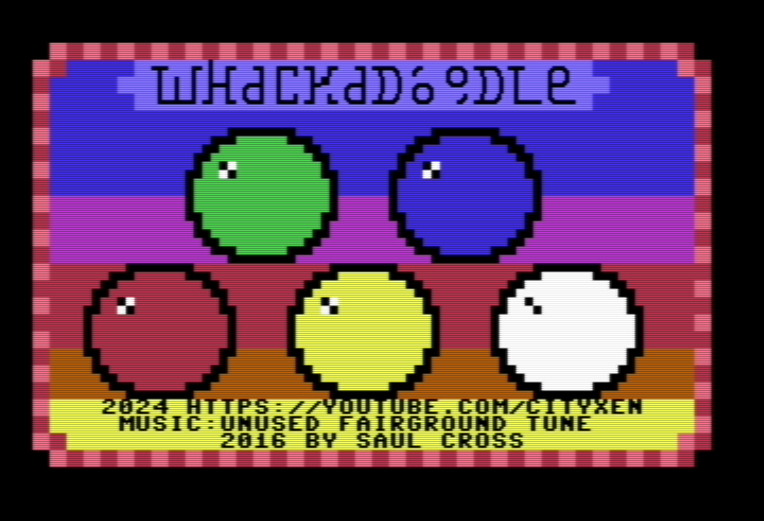 WHaCKaDooDLe
2024 HTTPS://YOUTUBE.COM/CITYXEN
MUSIC:UNUSED FAIRGROUND TUNE
2016 BY SAUL CROSS